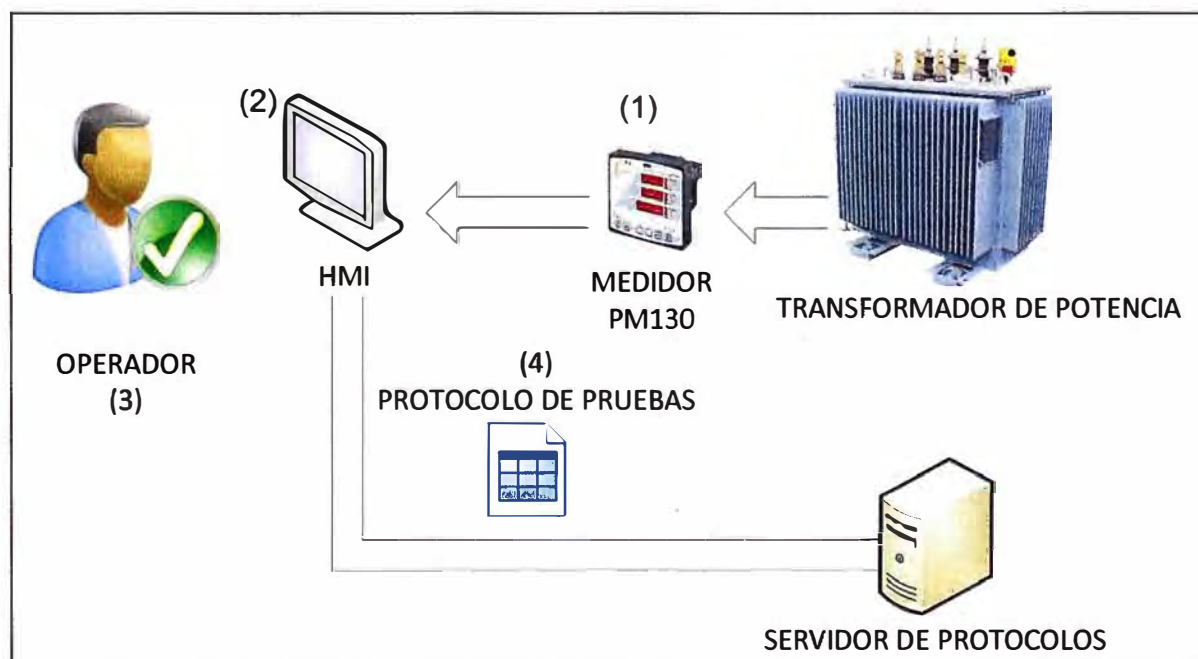 (2)
(1)
HMI
MEDIDOR
PM130
TRANSFORMADOR DE POTENCIA
OPERADOR
(3)
(4)
PROTOCOLO DE PRUEBAS
SERVIDOR DE PROTOCOLOS